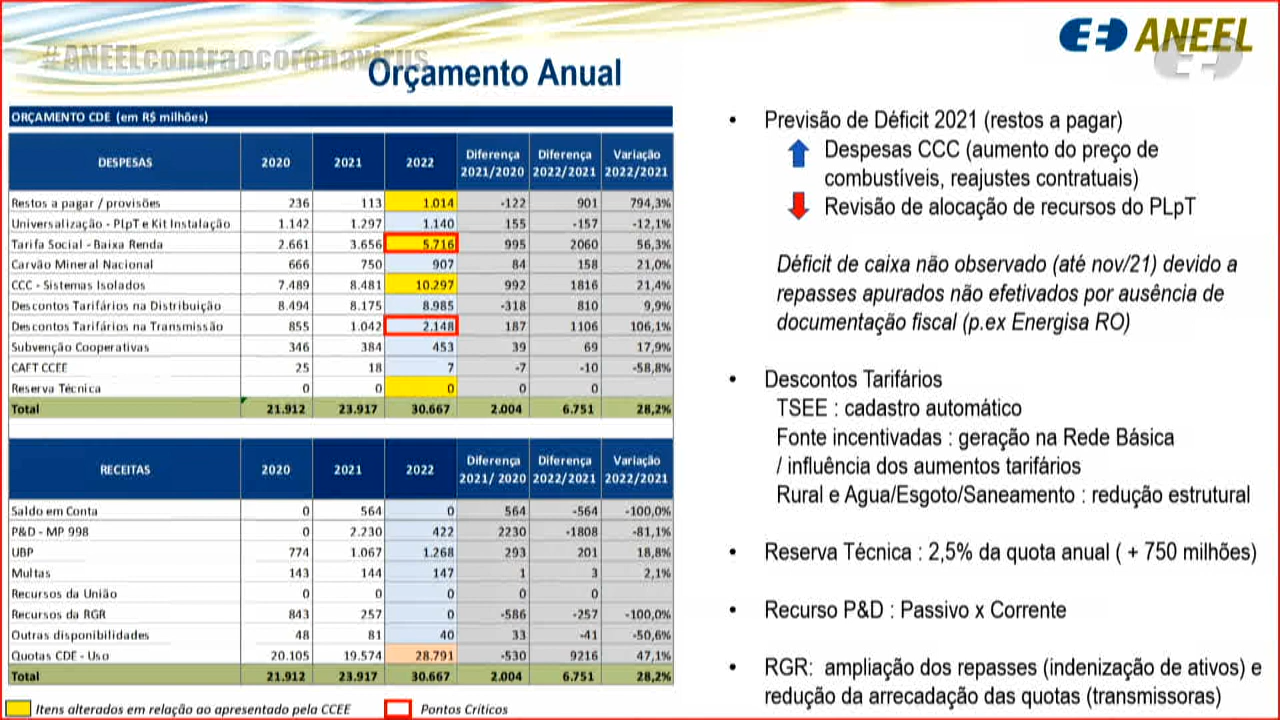 #ANEELcontraocoronavirus
ANEEL
Orçamento Anual
ORÇAMENTO CDE (em R$ milhões)
DESPESAS 2020 2021 2022 Diferença 2021/2020 Diferença 2022/2021 Variação 2022/2021
Restos a pagar / provisões 236 113 1.014 -122 901 794,3%
Universalização - PlpT e Kit Instalação 1.142 1.297 1.140 155 -157 -12,1%
Tarifa Social - Baixa Renda 2.661 3.656 5.716 995 2060 56,3%
Carvão Mineral Nacional 666 750 907 84 158 21,0%
CCC - Sistemas Isolados 7.489 8.481 10.297 992 1816 21,4%
Descontos Tarifários na Distribuição 8.494 8.175 8.985 -318 810 9,9%
Descontos Tarifários na Transmissão 855 1.042 2.148 187 1106 106,1%
Subvenção Cooperativas 346 384 453 39 69 17,9%
CAFT CCEE 25 18 7 -7 -10 -58,8%
Reserva Técnica 0 0 0 0 0
Total 21.912 23.917 30.667 2.004 6.751 28,2%
RECEITAS 2020 2021 2022 Diferença 2021/ 2020 Diferença 2022/2021 Variação 2022/2021
Saldo em Conta 0 564 0 564 -564 -100,0%
P&D - MP 998 0 2.230 422 2230 -1808 -81,1%
UBP 774 1.067 1.268 293 201 18,8%
Multas 143 144 147 1 3 2,1%
Recursos da União 0 0 0 0 0
Recursos da RGR 843 257 0 -586 -257 -100,0%
Outras disponibilidades 48 81 40 33 -41 -50,6%
Quotas CDE - Uso 20.105 19.574 28.791 -530 9216 47,1%
Total 21.912 23.917 30.667 2.004 6.751 28,2%
Itens alterados em relação ao apresentado pela CCEE Pontos Críticos
• Previsão de Déficit 2021 (restos a pagar)
Despesas CCC (aumento do preço de
combustíveis, reajustes contratuais)
Revisão de alocação de recursos do PLpT
Déficit de caixa não observado (até nov/21) devido a
repasses apurados não efetivados por ausência de
documentação fiscal (p.ex Energisa RO)
• Descontos Tarifários
TSEE : cadastro automático
Fonte incentivadas : geração na Rede Básica
/ influência dos aumentos tarifários
Rural e Agua/Esgoto/Saneamento : redução estrutural
• Reserva Técnica : 2,5% da quota anual ( + 750 milhões)
• Recurso P&D : Passivo x Corrente
• RGR: ampliação dos repasses (indenização de ativos) e
redução da arrecadação das quotas (transmissoras)